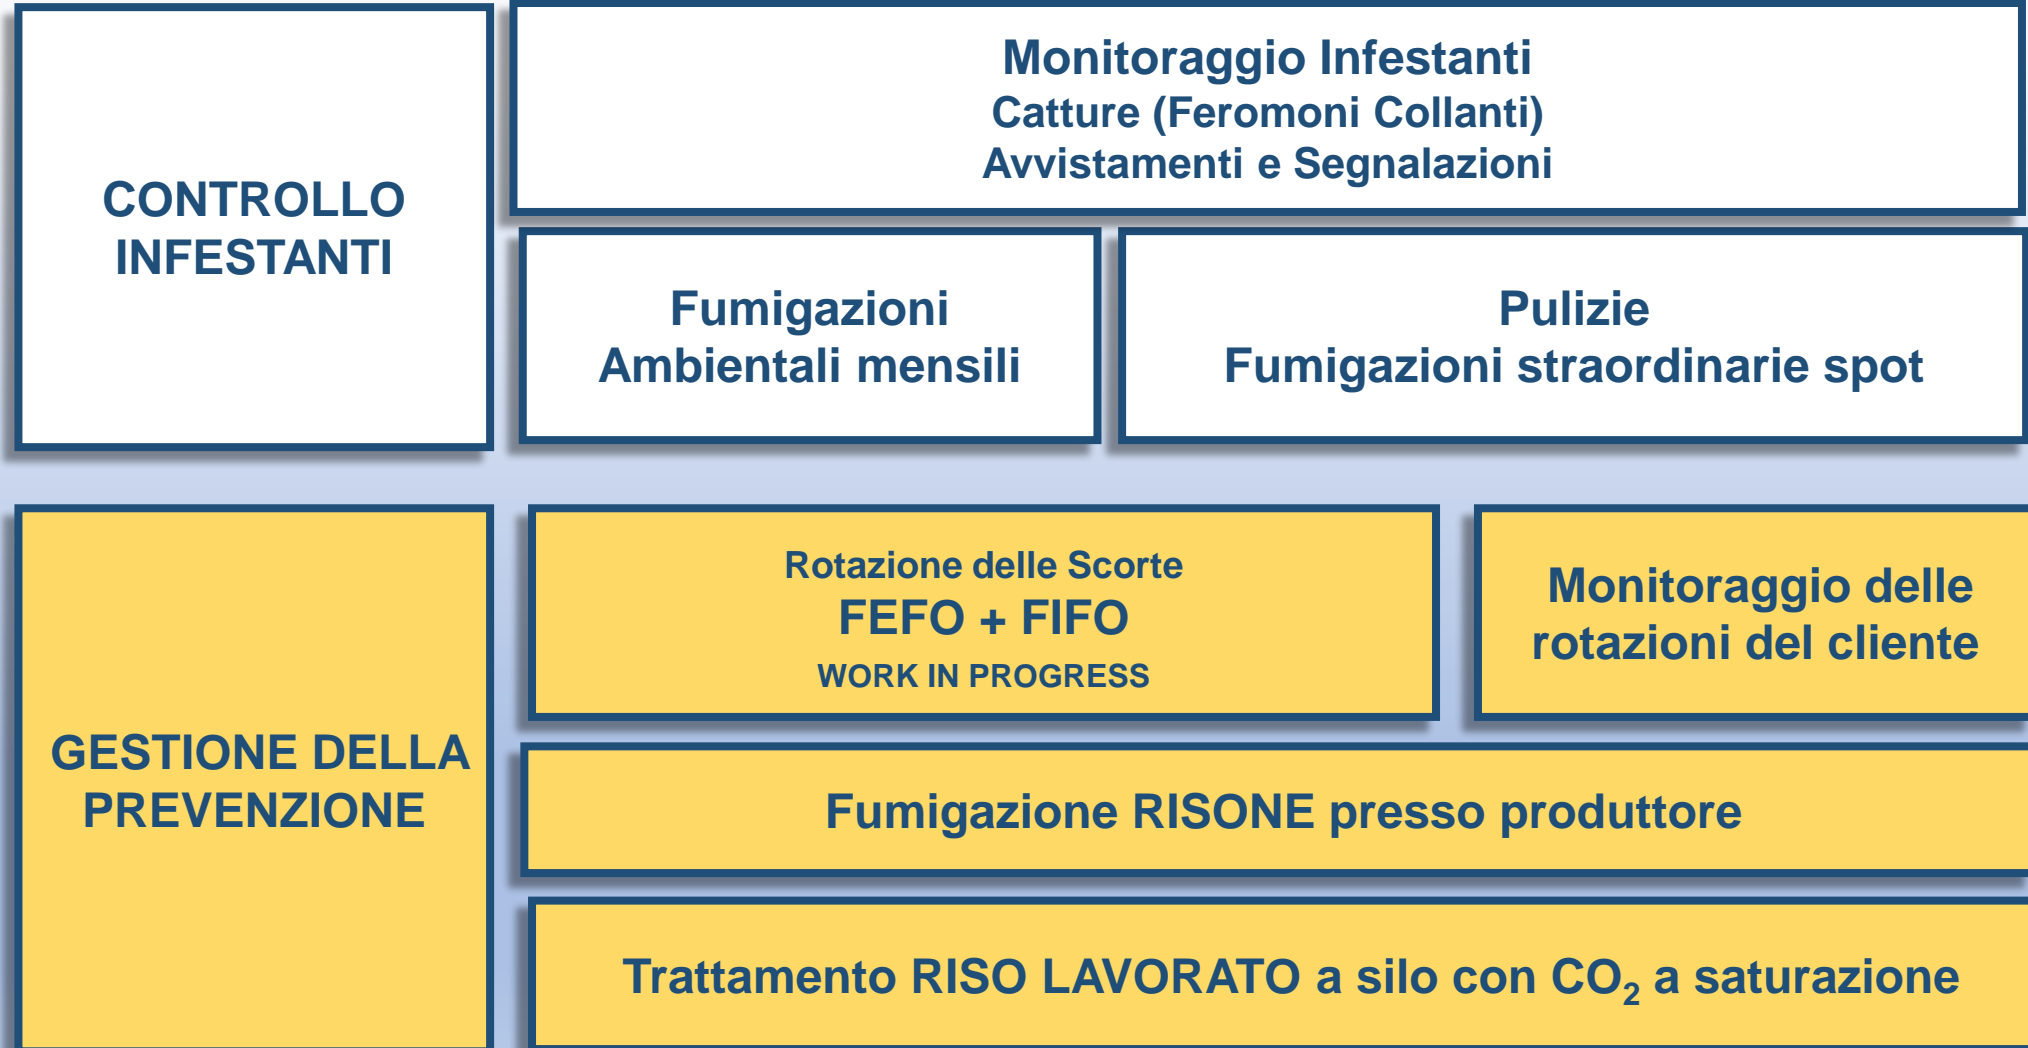 CONTROLLO
INFESTANTI
Monitoraggio Infestanti
Catture (Feromoni Collanti)
Avvistamenti e Segnalazioni
Fumigazioni
Ambientali mensili
Pulizie
Fumigazioni straordinarie spot
GESTIONE DELLA
PREVENZIONE
Rotazione delle Scorte
FEFO + FIFO
WORK IN PROGRESS
Monitoraggio delle
rotazioni del cliente
Fumigazione RISONE presso produttore
Trattamento RISO LAVORATO a silo con CO₂ a saturazione